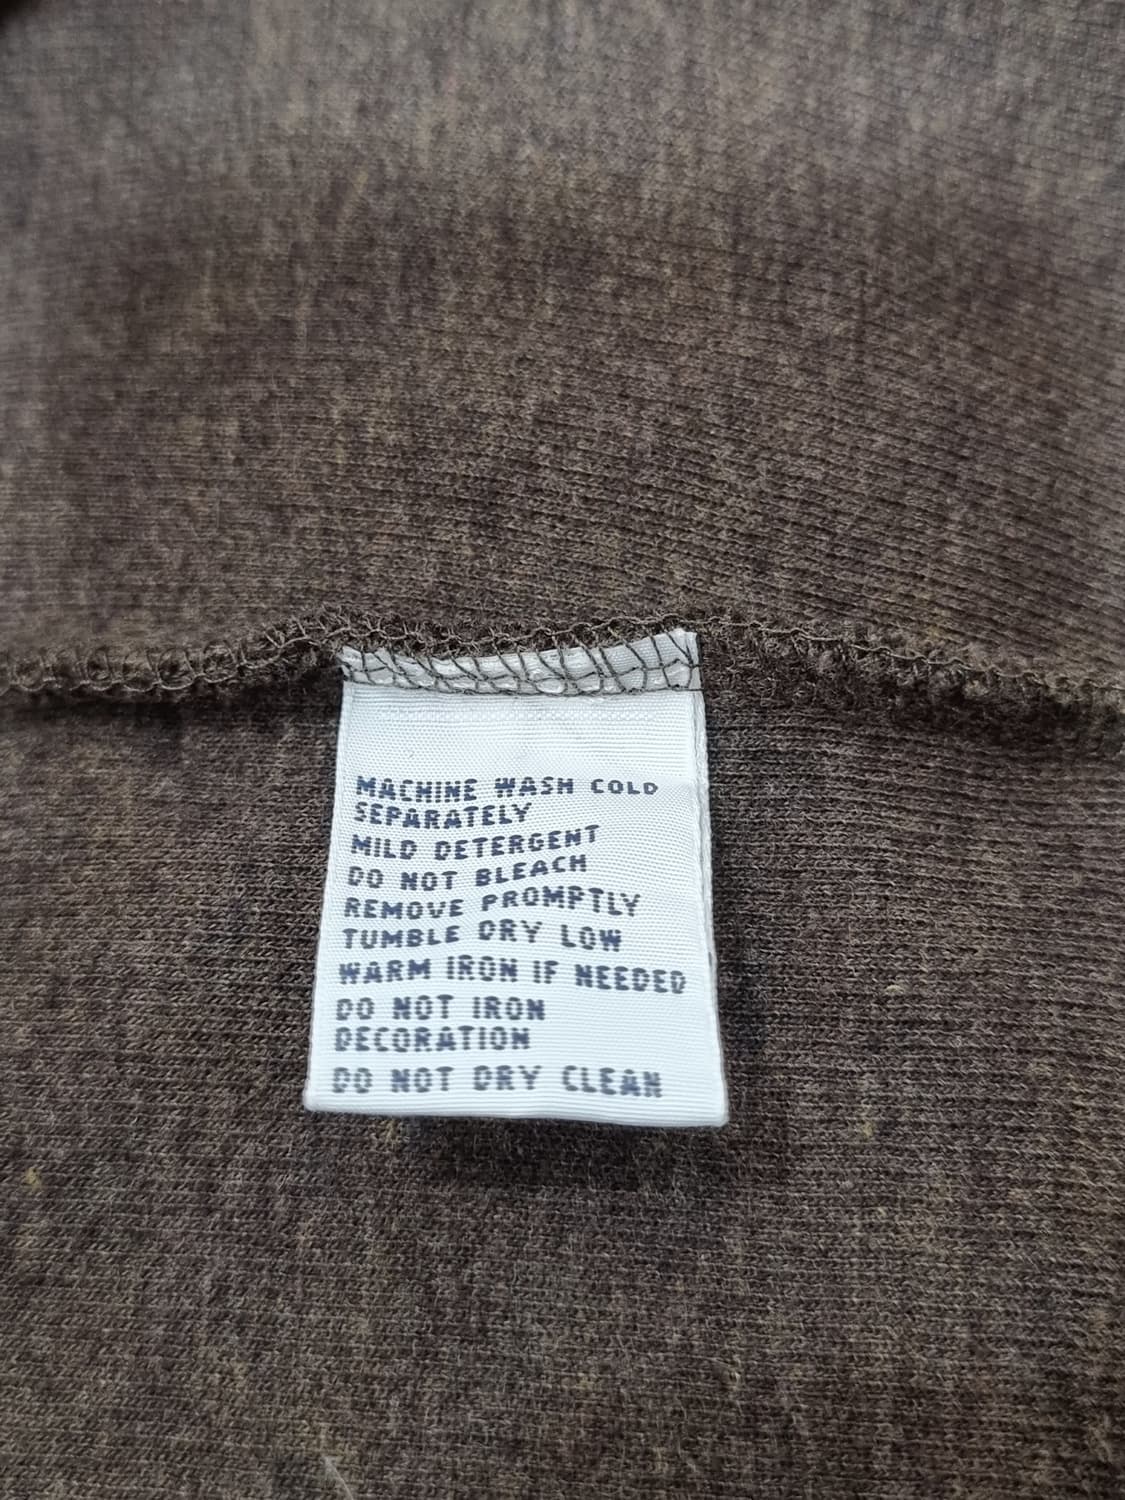 MACHINE WASH COLD
SEPARATELY
MILD DETERGENT
DO NOT BLEACH
REMOVE PROMPTLY
TUMBLE DRY LOW
WARM IRON IF NEEDED
DO NOT IRON
DECORATION
DO NOT DRY CLEAN